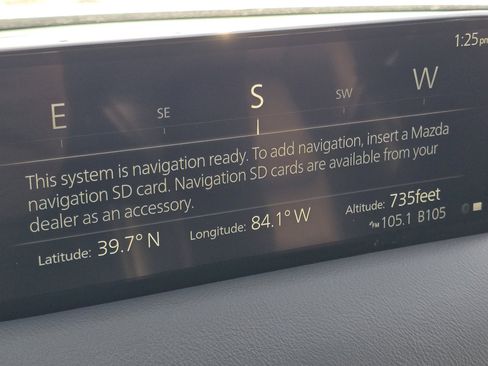 1:25pm
E SE S SW W
This system is navigation ready. To add navigation, insert a Mazda
navigation SD card. Navigation SD cards are available from your
dealer as an accessory.
Latitude: 39.7° N Longitude: 84.1° W Altitude: 735feet
FM 105.1 B105